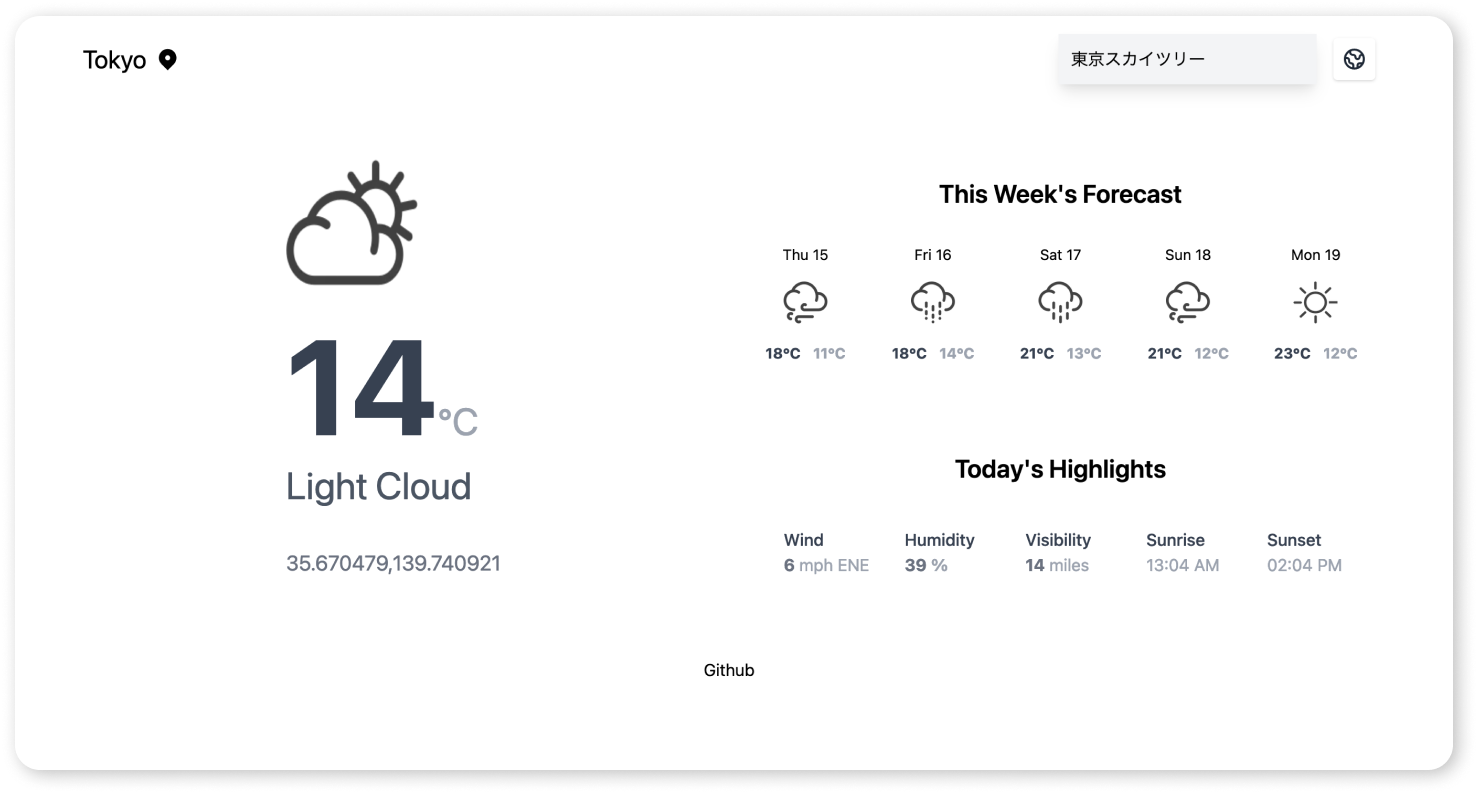 Tokyo
東京スカイツリー
14°C
Light Cloud
35.670479,139.740921
This Week's Forecast
Thu 15 Fri 16 Sat 17 Sun 18 Mon 19
18°C 11°C 18°C 14°C 21°C 13°C 21°C 12°C 23°C 12°C
Today's Highlights
Wind Humidity Visibility Sunrise Sunset
6 mph ENE 39 % 14 miles 13:04 AM 02:04 PM
Github